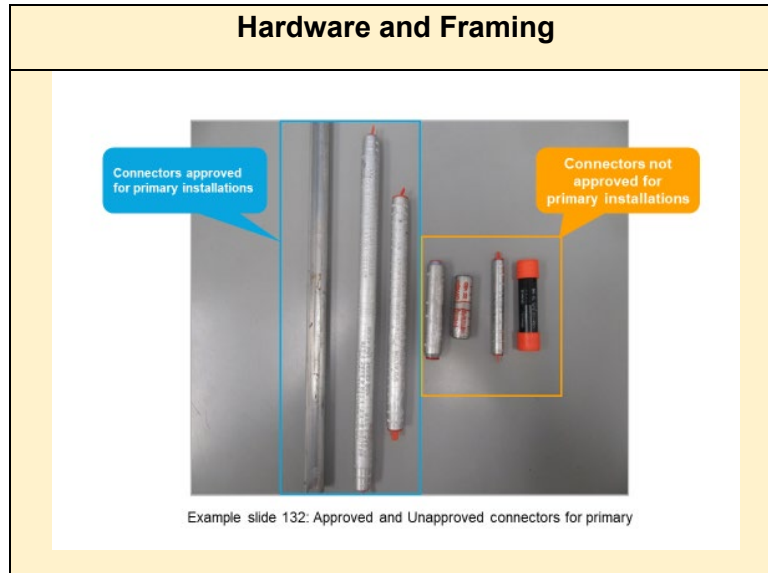 Hardware and Framing
Connectors approved
for primary installations
Connectors not
approved for
primary installations
Example slide 132: Approved and Unapproved connectors for primary